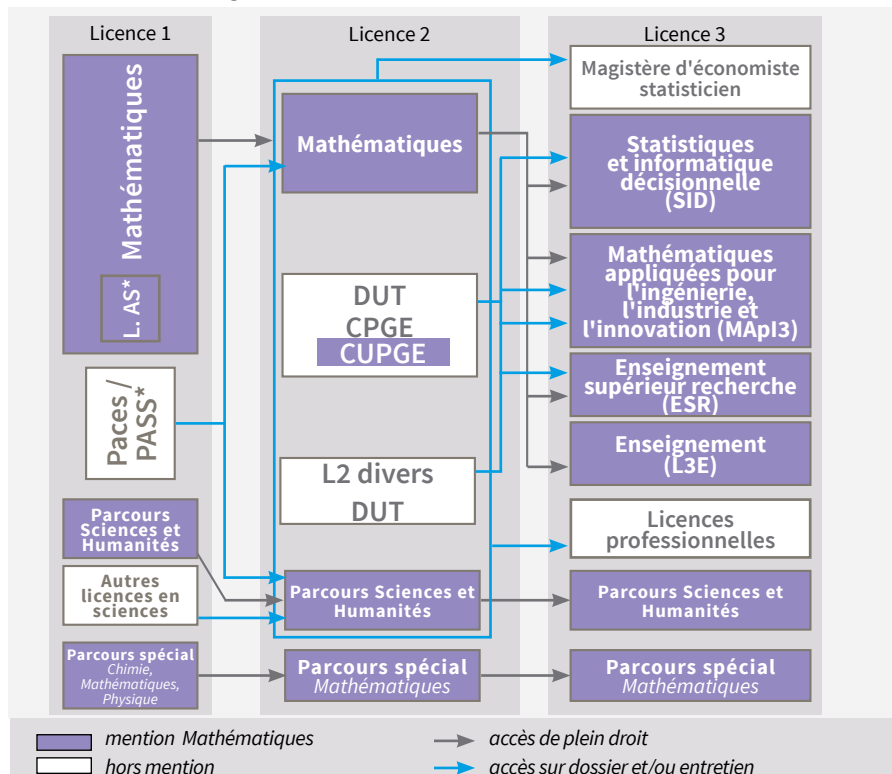 Licence 1
Mathématiques
L. AS*
Paces /
PASS*
Parcours
Sciences et
Humanités
Autres
licences en
sciences
Parcours spécial
Chimie,
Mathématiques,
Physique
Licence 2
Mathématiques
DUT
CPGE
CUPGE
L2 divers
DUT
Parcours Sciences et
Humanités
Parcours spécial
Mathématiques
Licence 3
Magistère d'économiste
statisticien
Statistiques
et informatique
décisionnelle
(SID)
Mathématiques
appliquées pour
l'ingénierie,
l'industrie et
l'innovation (MApI3)
Enseignement
supérieur recherche
(ESR)
Enseignement
(L3E)
Licences
professionnelles
Parcours Sciences et
Humanités
Parcours spécial
Mathématiques
mention Mathématiques
accès de plein droit
hors mention
accès sur dossier et/ou entretien